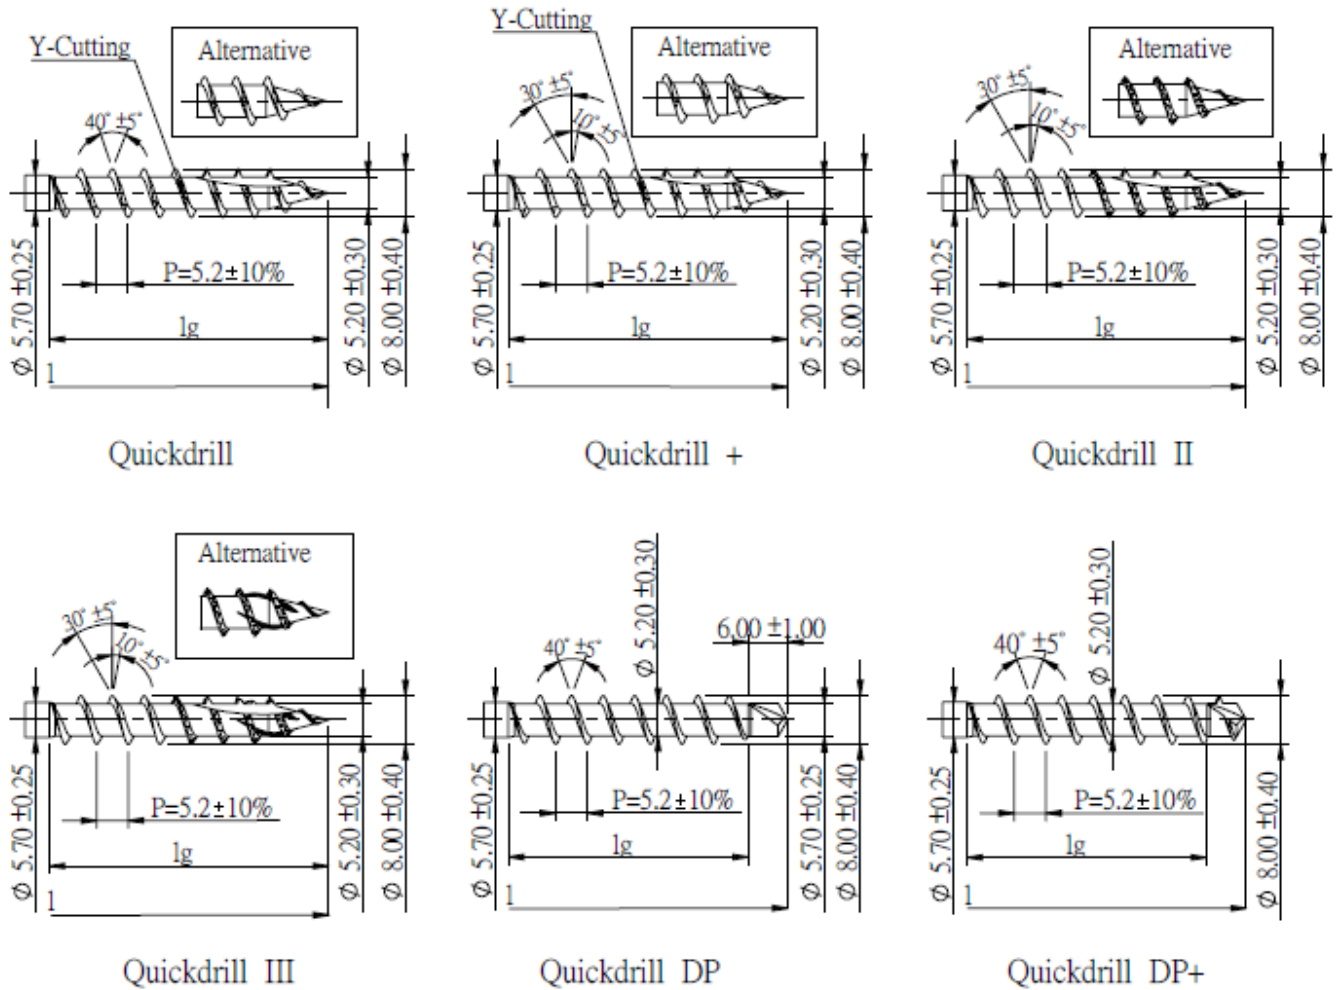 Y-Cutting
Alternative
40° ±5°
P=5.2±10%
lg
l
Ø 5.70 ±0.25
Ø 5.20 ±0.30
Ø 8.00 ±0.40
Quickdrill
Y-Cutting
Alternative
30° ±5°
10° ±5°
P=5.2±10%
lg
l
Ø 5.70 ±0.25
Ø 5.20 ±0.30
Ø 8.00 ±0.40
Quickdrill +
Alternative
30° ±5°
10° ±5°
P=5.2±10%
lg
l
Ø 5.70 ±0.25
Ø 5.20 ±0.30
Ø 8.00 ±0.40
Quickdrill II
Alternative
30° ±5°
10° ±5°
P=5.2±10%
lg
l
Ø 5.70 ±0.25
Ø 5.20 ±0.30
Ø 8.00 ±0.40
Quickdrill III
Ø 5.20 ±0.30
6.00 ±1.00
40° ±5°
P=5.2±10%
lg
l
Ø 5.70 ±0.25
Ø 5.70 ±0.25
Ø 8.00 ±0.40
Quickdrill DP
Ø 5.20 ±0.30
40° ±5°
P=5.2±10%
lg
l
Ø 5.70 ±0.25
Ø 8.00 ±0.40
Quickdrill DP+